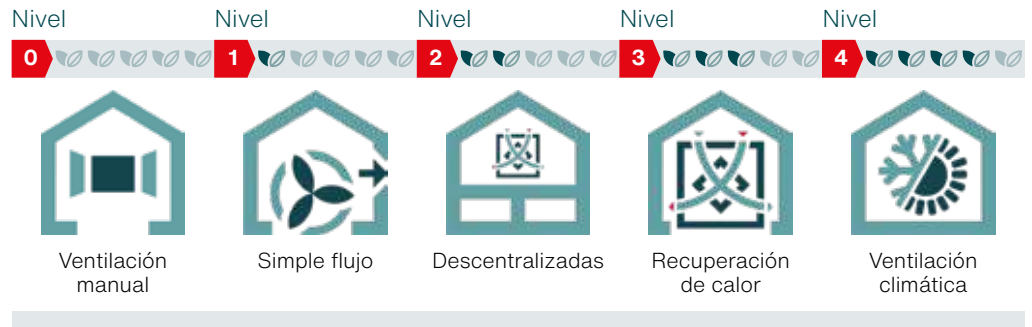 Nivel Nivel Nivel Nivel Nivel
0 1 2 3 4
Ventilación Simple flujo Descentralizadas Recuperación Ventilación
manual de calor climática